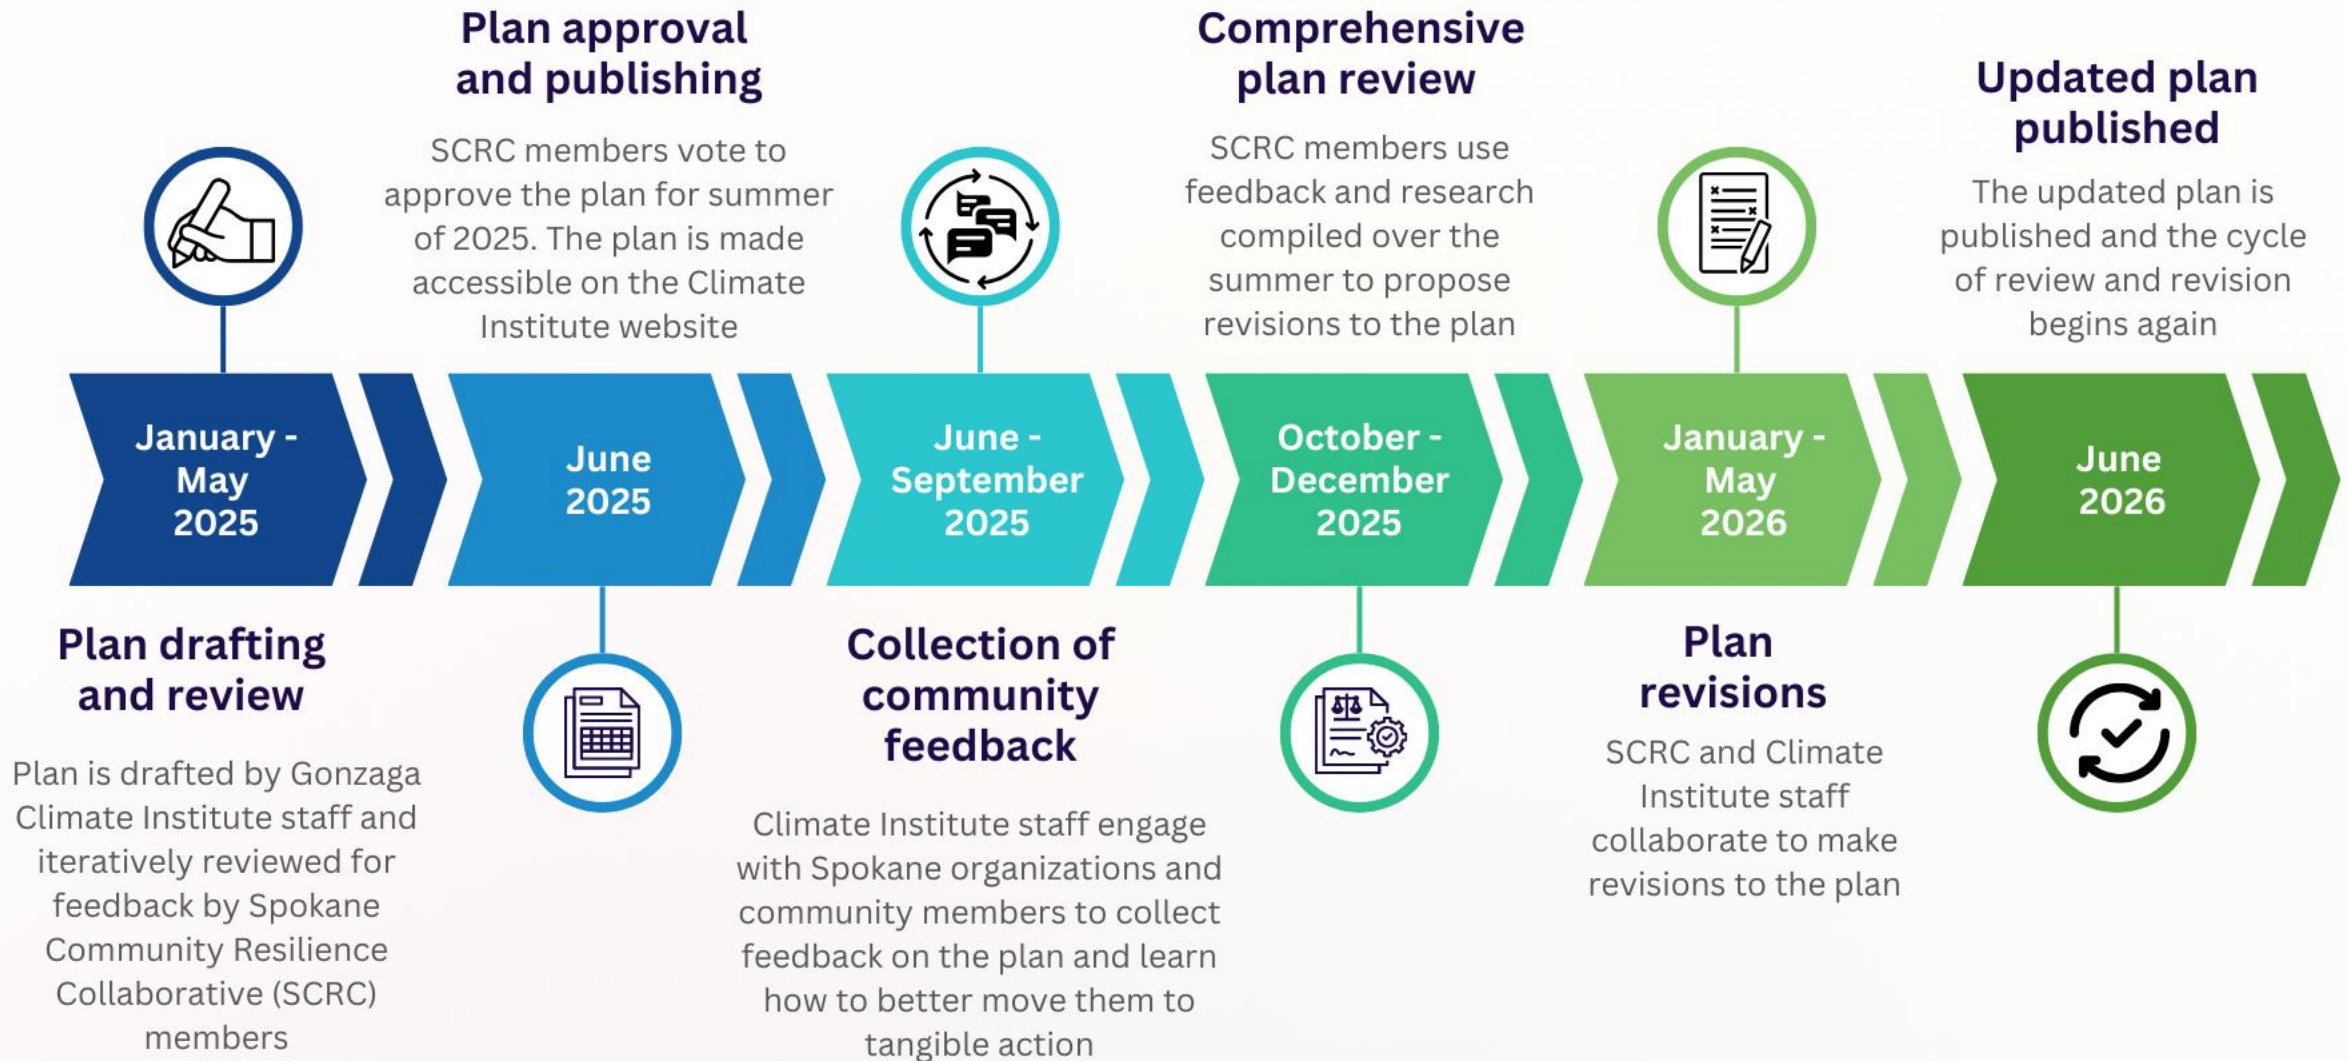 Plan approval
and publishing
SCRC members vote to
approve the plan for summer
of 2025. The plan is made
accessible on the Climate
Institute website
Comprehensive
plan review
SCRC members use
feedback and research
compiled over the
summer to propose
revisions to the plan
Updated plan
published
The updated plan is
published and the cycle
of review and revision
begins again
January -
May
2025
June
2025
June -
September
2025
October -
December
2025
January -
May
2026
June
2026
Plan drafting
and review
Plan is drafted by Gonzaga
Climate Institute staff and
iteratively reviewed for
feedback by Spokane
Community Resilience
Collaborative (SCRC)
members
Collection of
community
feedback
Climate Institute staff engage
with Spokane organizations and
community members to collect
feedback on the plan and learn
how to better move them to
tangible action
Plan
revisions
SCRC and Climate
Institute staff
collaborate to make
revisions to the plan